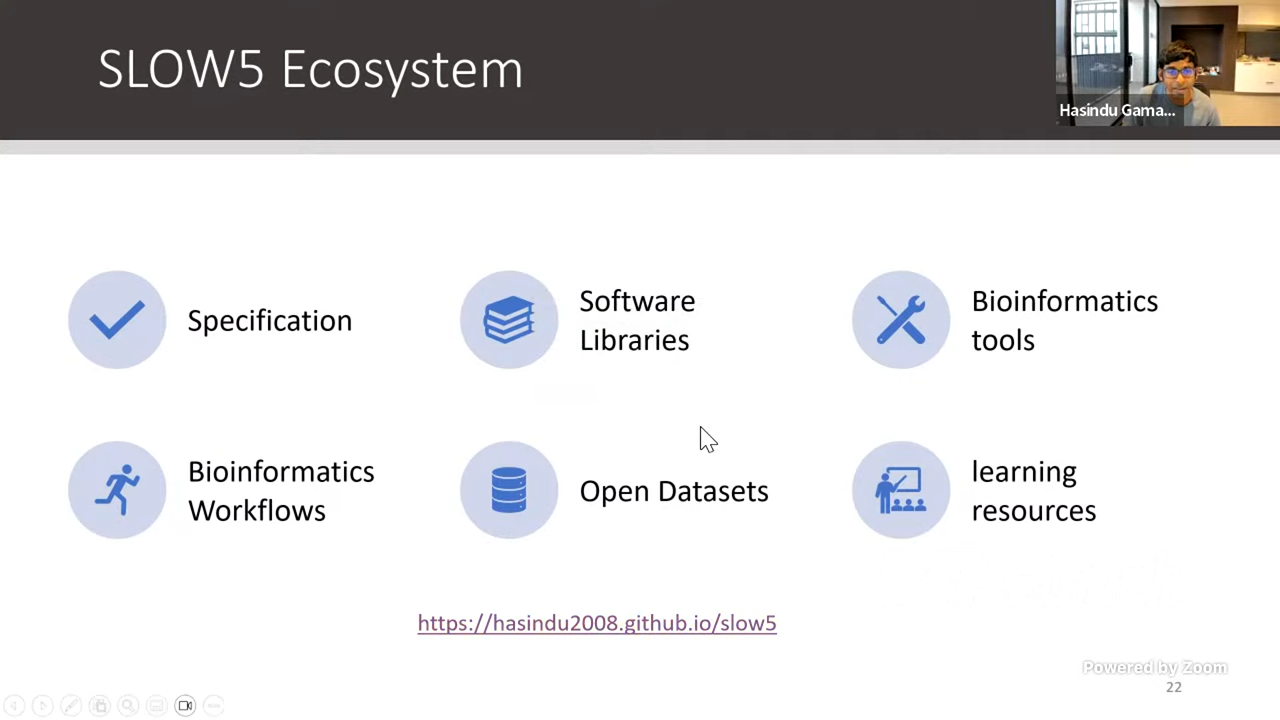 SLOW5 Ecosystem
Hasindu Gama...
Specification
Software
Libraries
Bioinformatics
tools
Bioinformatics
Workflows
Open Datasets
learning
resources
https://hasindu2008.github.io/slow5
Powered by Zoom
22